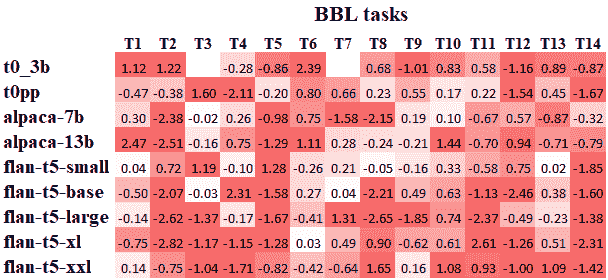 BBL tasks
T1 T2 T3 T4 T5 T6 T7 T8 T9 T10 T11 T12 T13 T14
t0_3b 1.12 1.22 -0.28 -0.86 2.39 0.68 -1.01 0.83 0.58 -1.16 0.89 -0.87
t0pp -0.47 -0.38 1.60 -2.11 -0.20 0.80 0.66 0.23 0.55 0.17 0.22 -1.54 0.45 -1.67
alpaca-7b 0.30 -2.38 -0.02 0.26 -0.98 0.75 -1.58 -2.15 0.19 0.10 -0.67 0.57 -0.87 -0.32
alpaca-13b 2.47 -2.51 -0.16 0.75 -1.29 1.11 0.28 -0.24 -0.21 1.44 -0.70 0.94 -0.71 -0.79
flan-t5-small 0.04 0.72 1.19 -0.10 1.28 -0.26 0.21 -0.05 -0.16 0.33 -0.58 0.75 0.02 -1.85
flan-t5-base -0.50 -2.07 -0.03 2.31 -1.58 0.27 0.04 -2.21 0.49 0.63 -1.13 -2.46 0.38 -1.60
flan-t5-large -0.14 -2.62 -1.37 -0.17 -1.67 -0.41 1.31 -2.65 -1.85 0.74 -2.37 -0.49 -0.23 -1.38
flan-t5-xl -0.75 -2.82 -1.17 -1.15 -1.28 0.03 0.49 0.90 -0.62 0.61 2.61 -1.26 0.51 -2.31
flan-t5-xxl 0.14 -0.75 -1.04 -1.71 -0.82 -0.42 -0.64 1.65 0.16 1.08 0.93 -1.00 1.09 -1.42